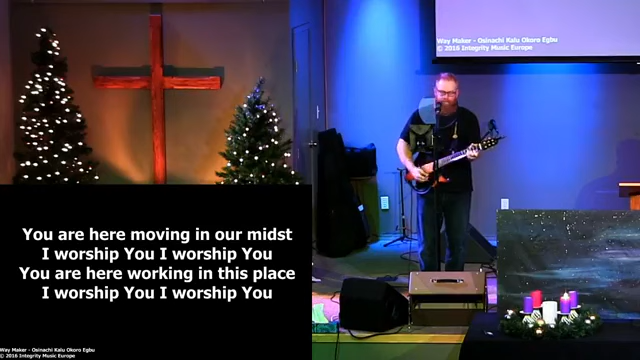 Way Maker - Osinachi Kalu Okoro Egbu
© 2016 Integrity Music Europe
You are here moving in our midst
I worship You I worship You
You are here working in this place
I worship You I worship You
Way Maker - Osinachi Kalu Okoro Egbu
© 2016 Integrity Music Europe